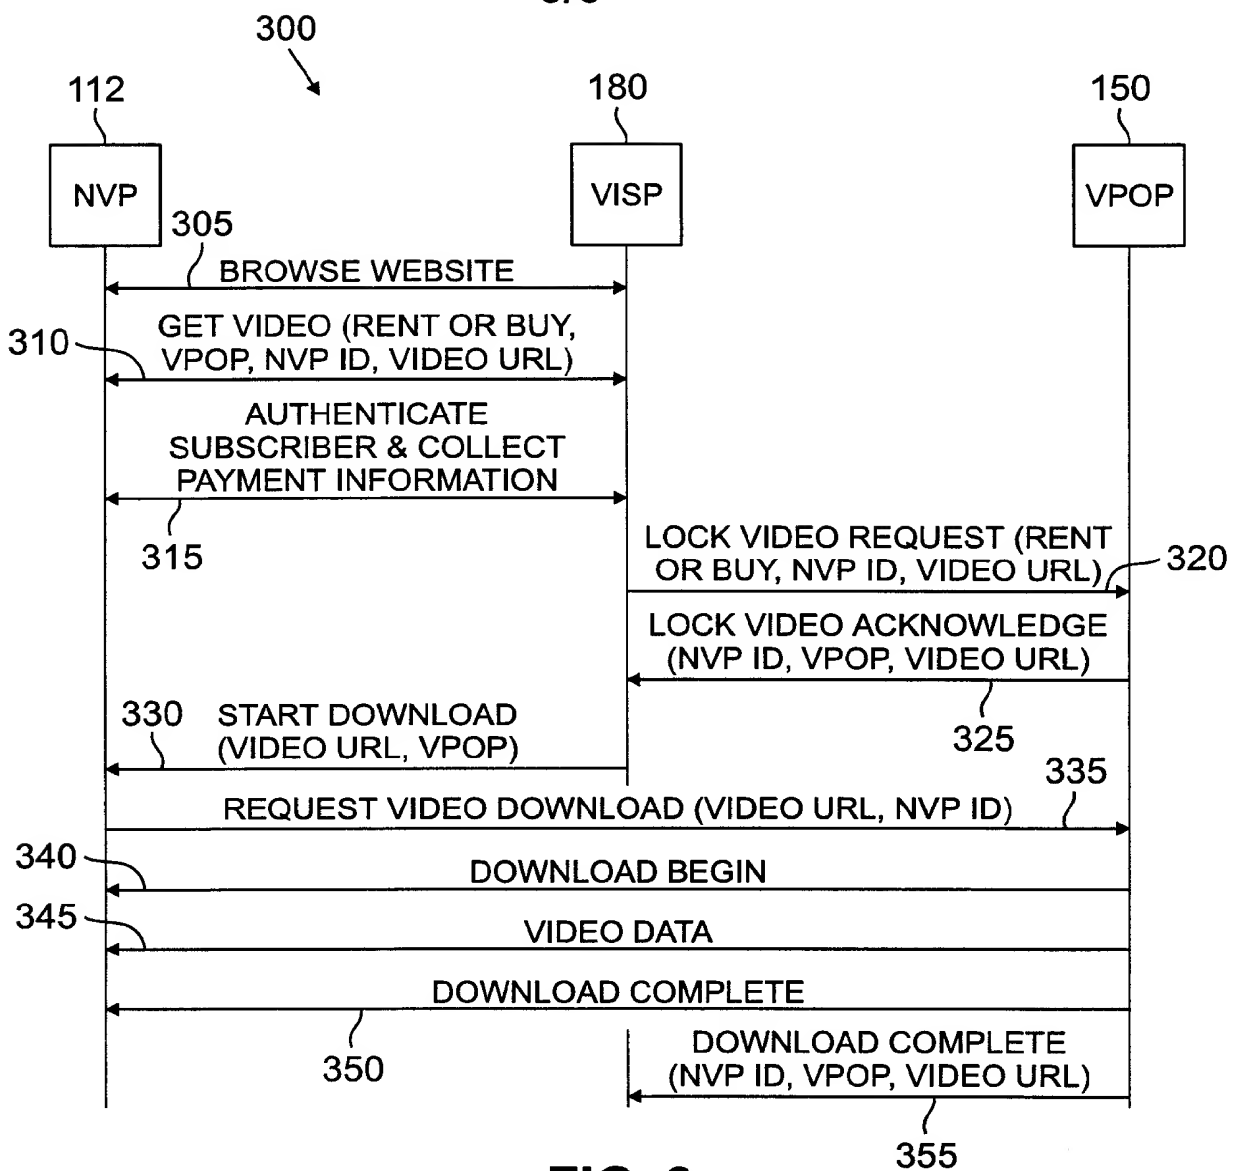 300
112
180
150
NVP
VISP
VPOP
305
BROWSE WEBSITE
310
GET VIDEO (RENT OR BUY,
VPOP, NVP ID, VIDEO URL)
AUTHENTICATE
SUBSCRIBER & COLLECT
PAYMENT INFORMATION
315
LOCK VIDEO REQUEST (RENT
OR BUY, NVP ID, VIDEO URL)
320
LOCK VIDEO ACKNOWLEDGE
(NVP ID, VPOP, VIDEO URL)
325
330
START DOWNLOAD
(VIDEO URL, VPOP)
335
REQUEST VIDEO DOWNLOAD (VIDEO URL, NVP ID)
340
DOWNLOAD BEGIN
345
VIDEO DATA
DOWNLOAD COMPLETE
350
DOWNLOAD COMPLETE
(NVP ID, VPOP, VIDEO URL)
355